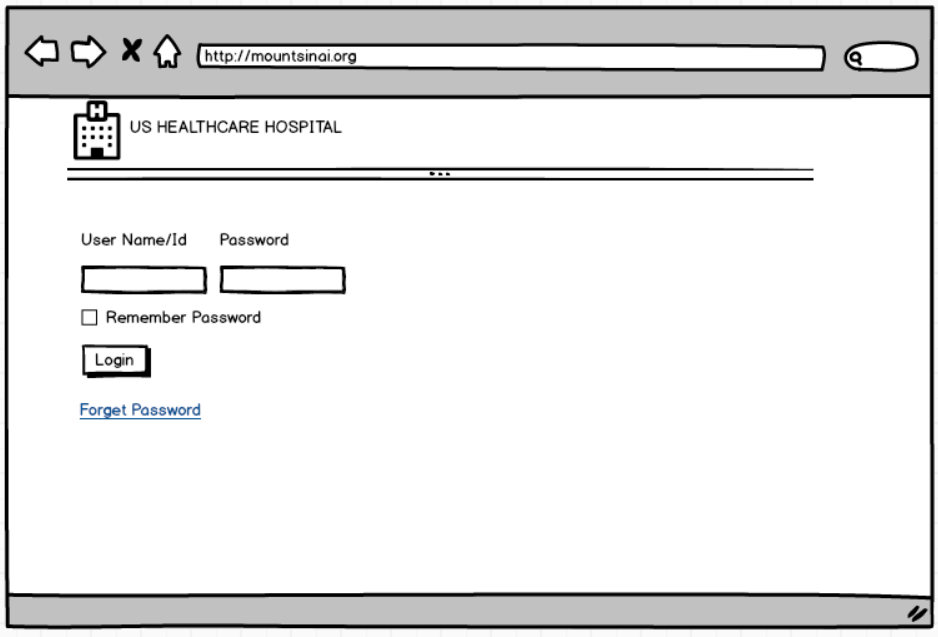 http://mountsinai.org
H
US HEALTHCARE HOSPITAL
User Name/Id Password
Remember Password
Login
Forget Password